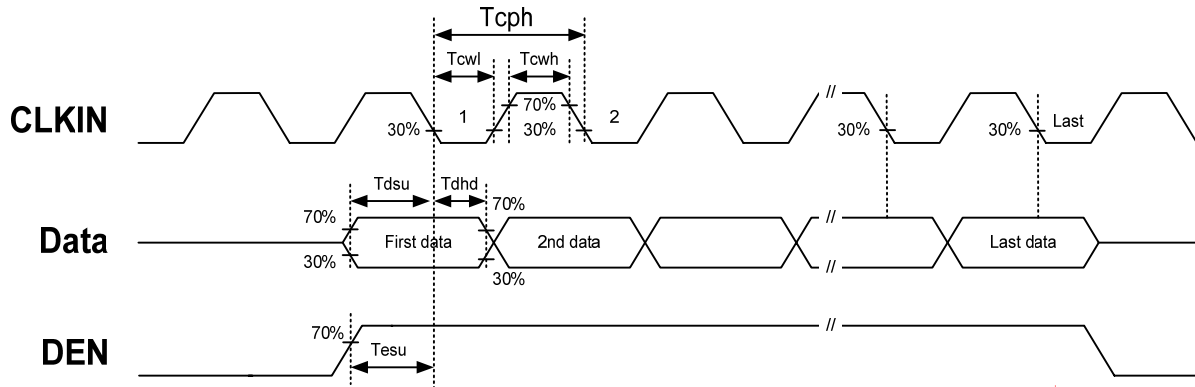 Tcph
Tcwl Tcwh
CLKIN 30% 1 70% 30% 2 // 30% 30% Last
Tdsu Tdhd
70% 70%
Data First data 2nd data // Last data
30% 30%
//
70%
DEN Tesu